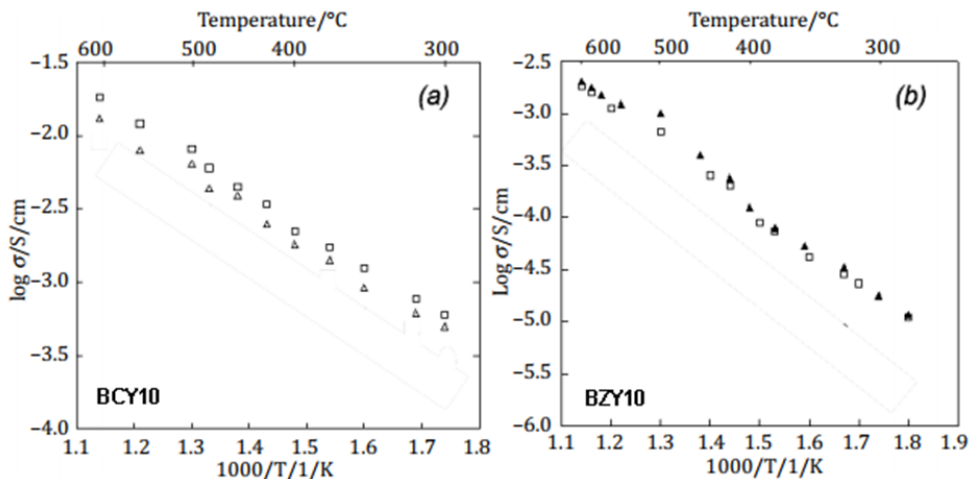 Temperature/°C
600 500 400 300
−1.5
−2.0
−2.5
−3.0
−3.5
−4.0
log σ/S/cm
(a)
BCY10
1.1 1.2 1.3 1.4 1.5 1.6 1.7 1.8
1000/T/1/K
Temperature/°C
600 500 400 300
−2.5
−3.0
−3.5
−4.0
−4.5
−5.0
−5.5
−6.0
Log σ/S/cm
(b)
BZY10
1.1 1.2 1.3 1.4 1.5 1.6 1.7 1.8 1.9
1000/T/1/K